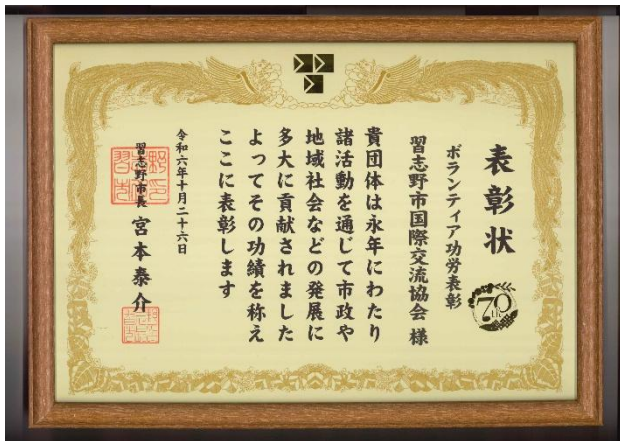 表彰状
ボランティア功労表彰
習志野市国際交流協会 様
70th
貴団体は永年にわたり
諸活動を通じて市政や
地域社会などの発展に
多大に貢献されました
よってその功績を称え
ここに表彰します
令和六年十月二十六日
習志野市長 宮本泰介